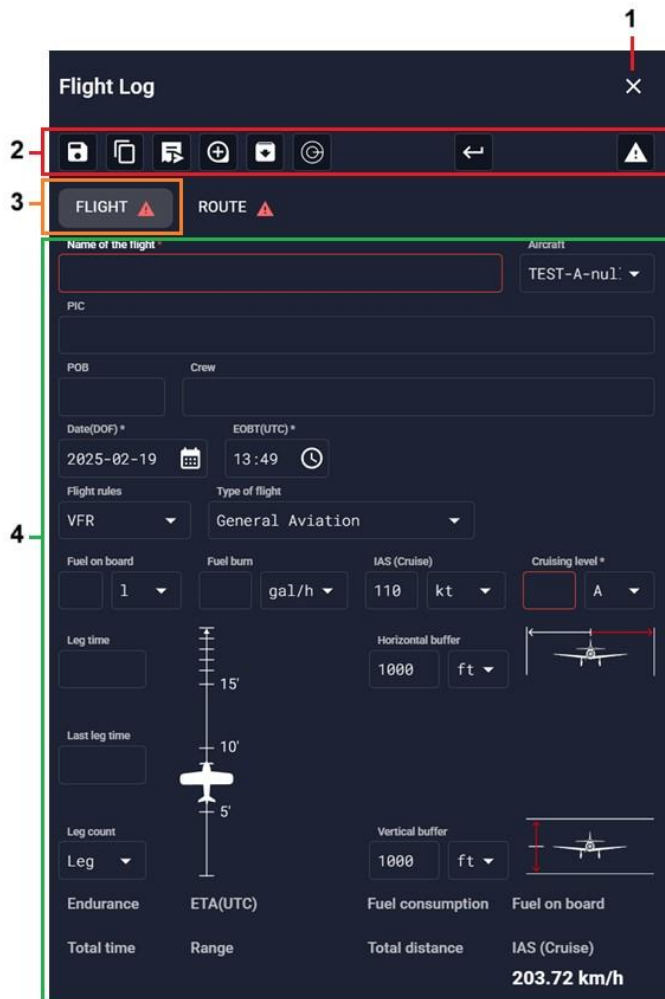 1
Flight Log
2
3
FLIGHT ROUTE
4
Name of the flight * Aircraft
TEST-A-nul
PIC
POB Crew
Date(DOF) * EOBT(UTC) *
2025-02-19 13:49
Flight rules Type of flight
VFR General Aviation
Fuel on board Fuel burn IAS (Cruise) Cruising level *
l gal/h 110 kt A
Leg time Horizontal buffer
1000 ft
15'
Last leg time
10'
5'
Leg count Vertical buffer
Leg 1000 ft
Endurance ETA(UTC) Fuel consumption Fuel on board
Total time Range Total distance IAS (Cruise)
203.72 km/h